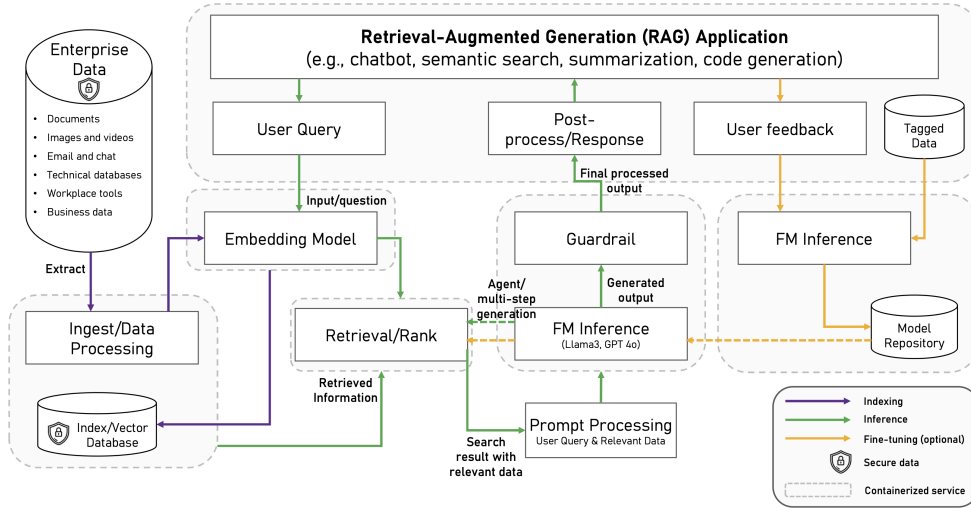 Retrieval-Augmented Generation (RAG) Application
(e.g., chatbot, semantic search, summarization, code generation)
Enterprise
Data
• Documents
• Images and videos
• Email and chat
• Technical databases
• Workplace tools
• Business data
User Query
Post-
process/Response
User feedback
Tagged
Data
Final processed
output
Input/question
Embedding Model
Guardrail
FM Inference
Extract
Agent/
multi-step
generation
Generated
output
Ingest/Data
Processing
Retrieval/Rank
FM Inference
(Llama3, GPT 4o)
Model
Repository
Retrieved
Information
Index/Vector
Database
Search
result with
relevant data
Prompt Processing
User Query & Relevant Data
Indexing
Inference
Fine-tuning (optional)
Secure data
Containerized service